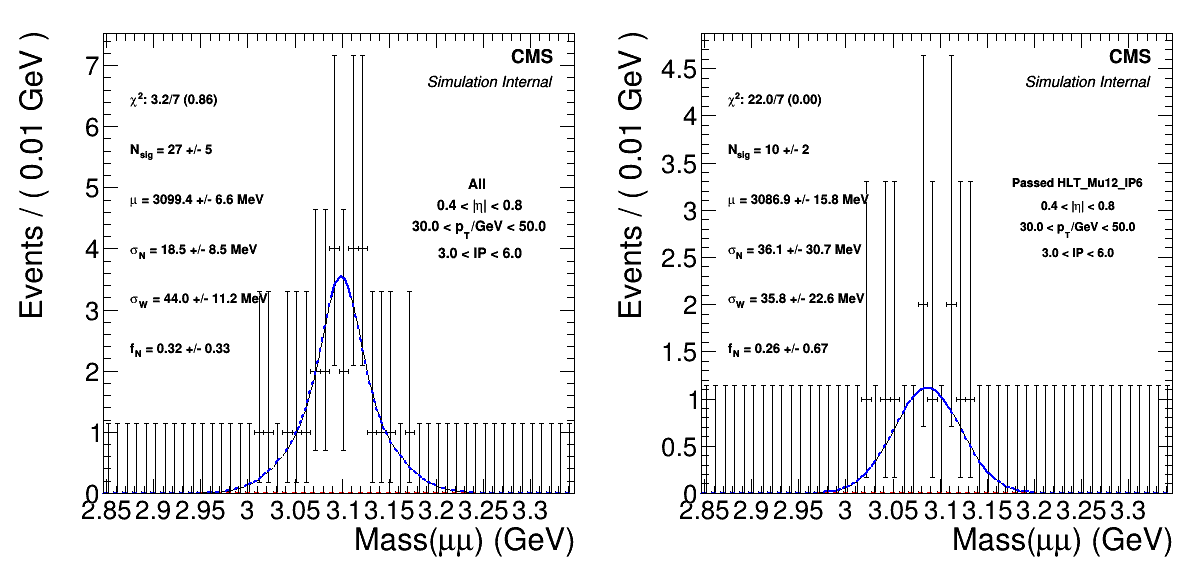 CMS
Simulation Internal
χ²: 3.2/7 (0.86)
N_sig = 27 +/- 5
μ = 3099.4 +/- 6.6 MeV
σ_N = 18.5 +/- 8.5 MeV
σ_W = 44.0 +/- 11.2 MeV
f_N = 0.32 +/- 0.33
All
0.4 < |η| < 0.8
30.0 < p_T/GeV < 50.0
3.0 < IP < 6.0
Events / ( 0.01 GeV )
7
6
5
4
3
2
1
0
2.85 2.9 2.95 3 3.05 3.1 3.15 3.2 3.25 3.3
Mass(μμ) (GeV)
CMS
Simulation Internal
χ²: 22.0/7 (0.00)
N_sig = 10 +/- 2
μ = 3086.9 +/- 15.8 MeV
σ_N = 36.1 +/- 30.7 MeV
σ_W = 35.8 +/- 22.6 MeV
f_N = 0.26 +/- 0.67
Passed HLT_Mu12_IP6
0.4 < |η| < 0.8
30.0 < p_T/GeV < 50.0
3.0 < IP < 6.0
Events / ( 0.01 GeV )
4.5
4
3.5
3
2.5
2
1.5
1
0.5
0
2.85 2.9 2.95 3 3.05 3.1 3.15 3.2 3.25 3.3
Mass(μμ) (GeV)